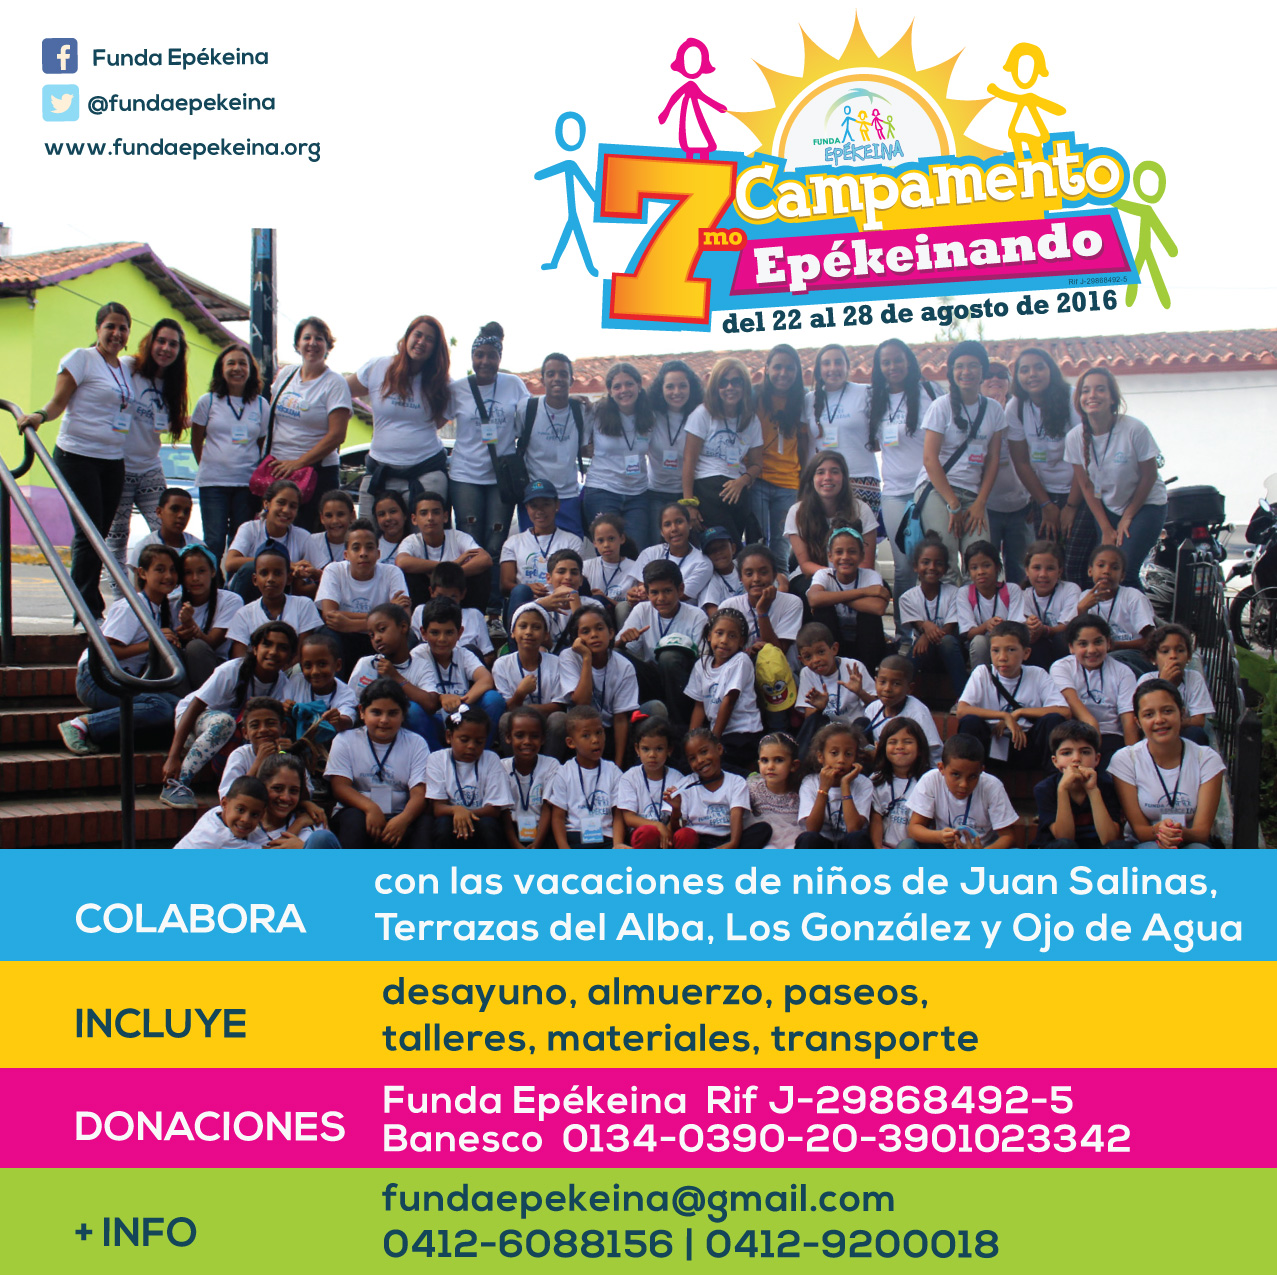 Funda Epékeina
@fundaepekeina
www.fundaepekeina.org
FUNDA
EPÉKEINA
7mo Campamento
Epékeinando
Rif J-29868492-5
del 22 al 28 de agosto de 2016
COLABORA
con las vacaciones de niños de Juan Salinas,
Terrazas del Alba, Los González y Ojo de Agua
INCLUYE
desayuno, almuerzo, paseos,
talleres, materiales, transporte
DONACIONES
Funda Epékeina Rif J-29868492-5
Banesco 0134-0390-20-3901023342
+ INFO
fundaepekeina@gmail.com
0412-6088156 | 0412-9200018